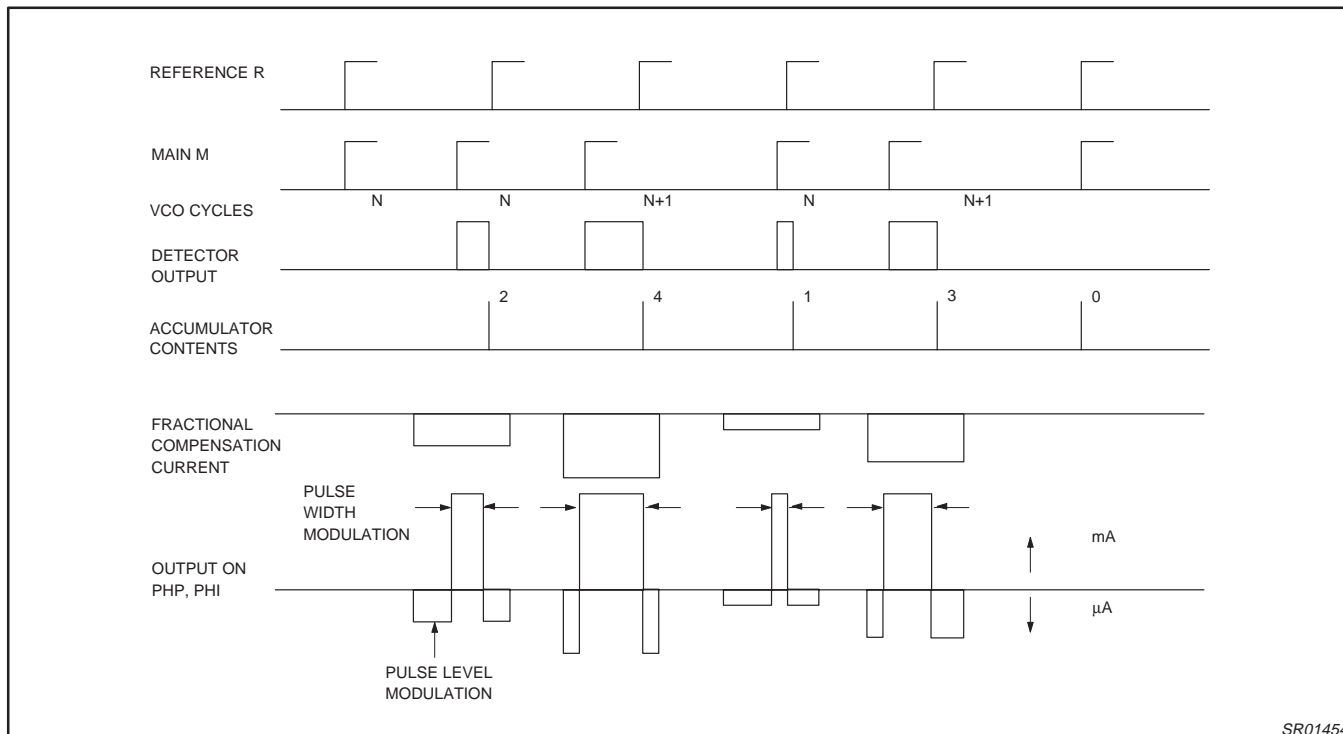 REFERENCE R
MAIN M
N N N+1 N N+1
VCO CYCLES
DETECTOR
OUTPUT
2 4 1 3 0
ACCUMULATOR
CONTENTS
FRACTIONAL
COMPENSATION
CURRENT
PULSE
WIDTH
MODULATION
mA
OUTPUT ON
PHP, PHI
μA
PULSE LEVEL
MODULATION
SR01454